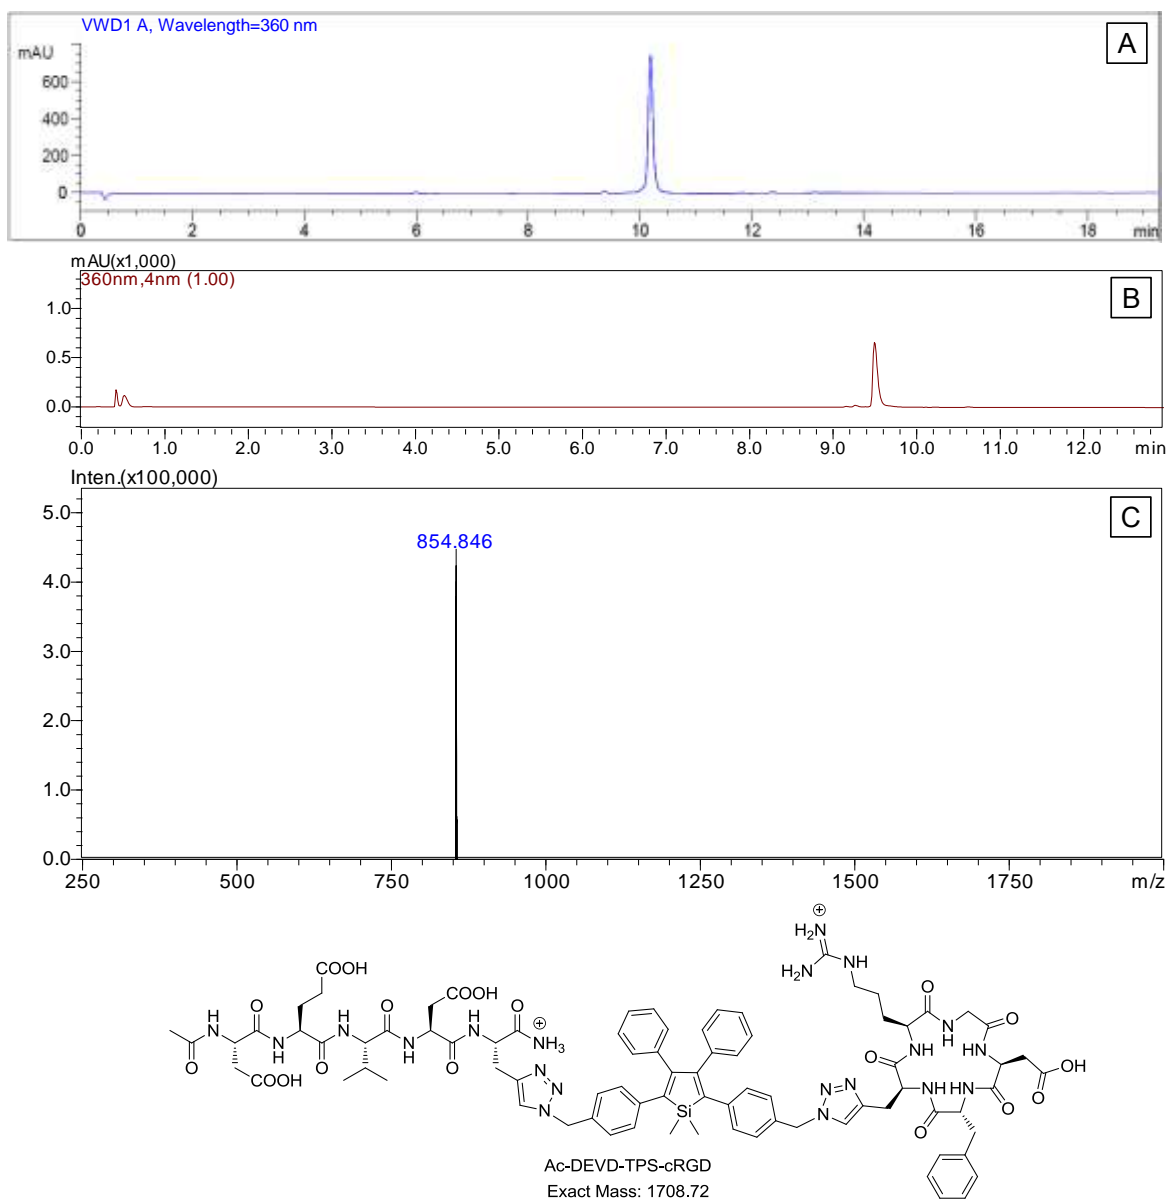 VWD1 A, Wavelength=360 nm
A
mAU
600
400
200
0
0 2 4 6 8 10 12 14 16 18 min
mAU(x1,000)
360nm,4nm (1.00)
B
1.0
0.5
0.0
0.0 1.0 2.0 3.0 4.0 5.0 6.0 7.0 8.0 9.0 10.0 11.0 12.0 min
Inten.(x100,000)
C
5.0
854.846
4.0
3.0
2.0
1.0
0.0
250 500 750 1000 1250 1500 1750 m/z
⊕
H2N
H2N NH
COOH
O COOH O
H N O H N O H N O ⊕
N H O N H O NH3
O COOH O O
N N N
Si
N N N
O NH HN O
O NH HN OH
O NH HN O O
O
Ac-DEVD-TPS-cRGD
Exact Mass: 1708.72